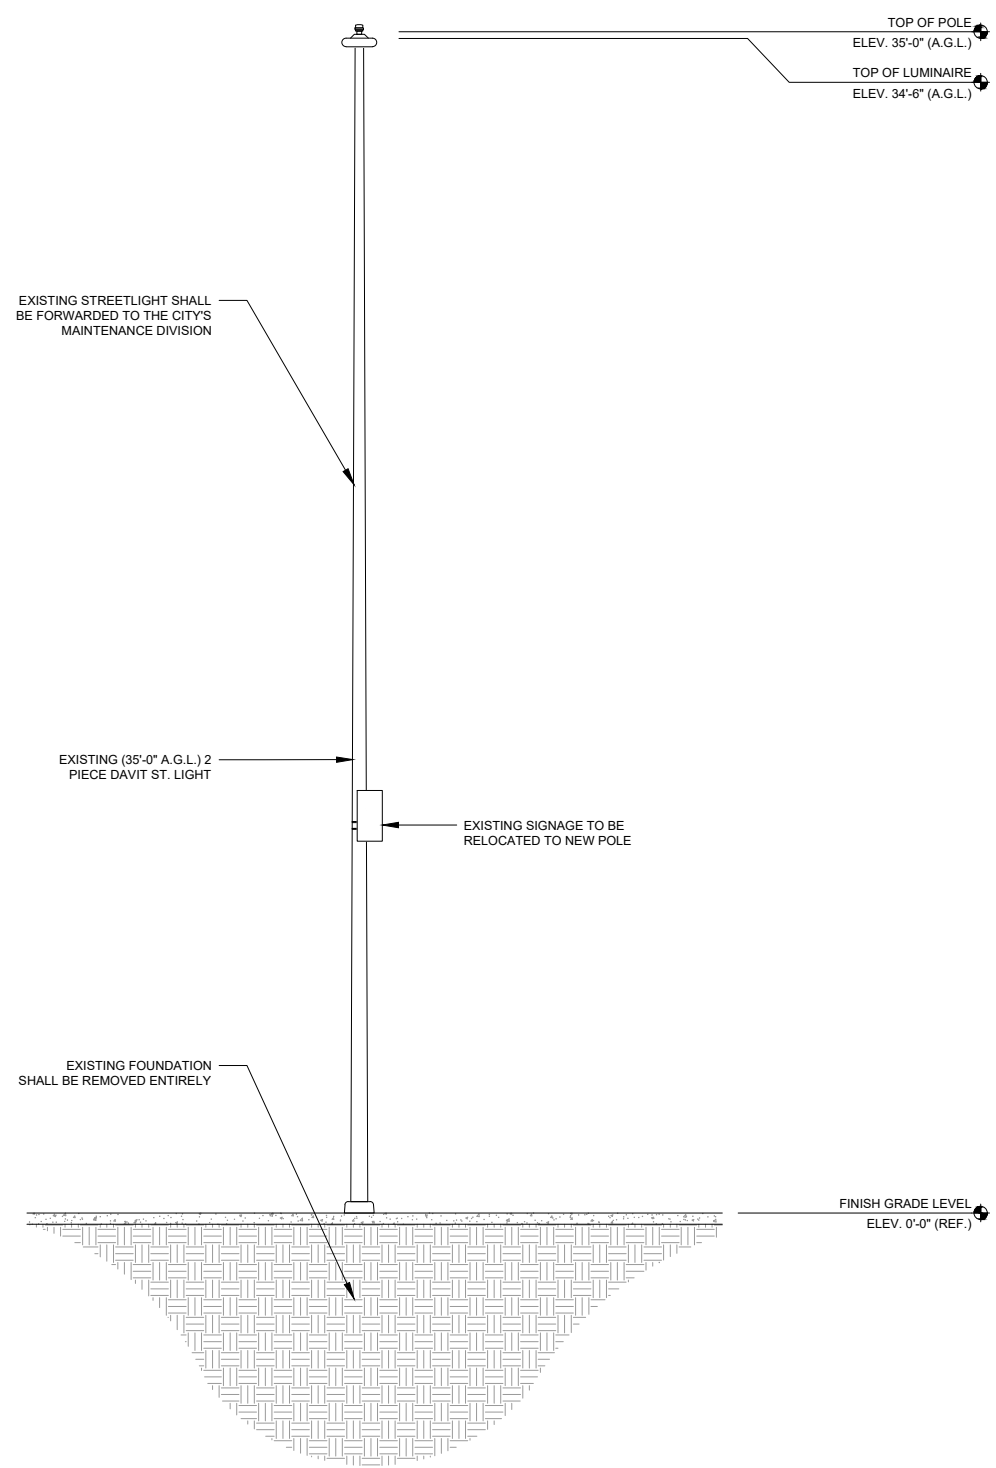 TOP OF POLE
ELEV. 35'-0" (A.G.L.)
TOP OF LUMINAIRE
ELEV. 34'-6" (A.G.L.)
EXISTING STREETLIGHT SHALL
BE FORWARDED TO THE CITY'S
MAINTENANCE DIVISION
EXISTING (35'-0" A.G.L.) 2
PIECE DAVIT ST. LIGHT
EXISTING SIGNAGE TO BE
RELOCATED TO NEW POLE
EXISTING FOUNDATION
SHALL BE REMOVED ENTIRELY
FINISH GRADE LEVEL
ELEV. 0'-0" (REF.)